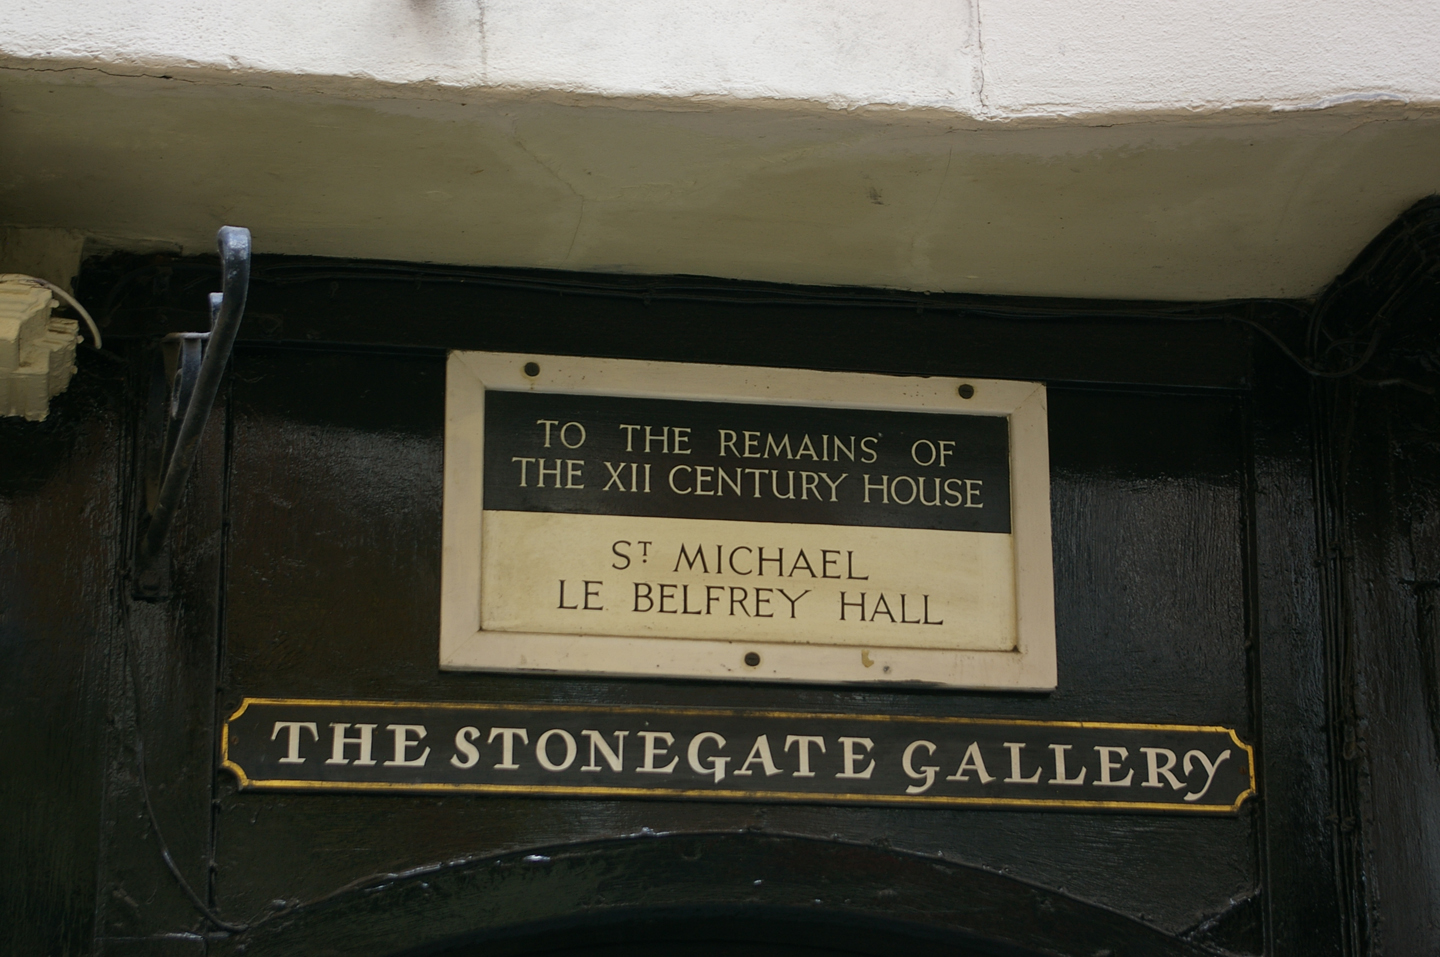 TO THE REMAINS OF
THE XII CENTURY HOUSE
ST MICHAEL
LE BELFREY HALL
THE STONEGATE GALLERY